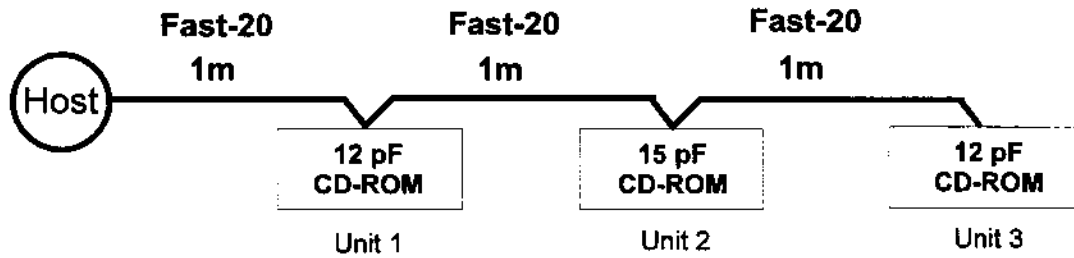 Fast-20 Fast-20 Fast-20
1m 1m 1m
Host
12 pF 15 pF 12 pF
CD-ROM CD-ROM CD-ROM
Unit 1 Unit 2 Unit 3